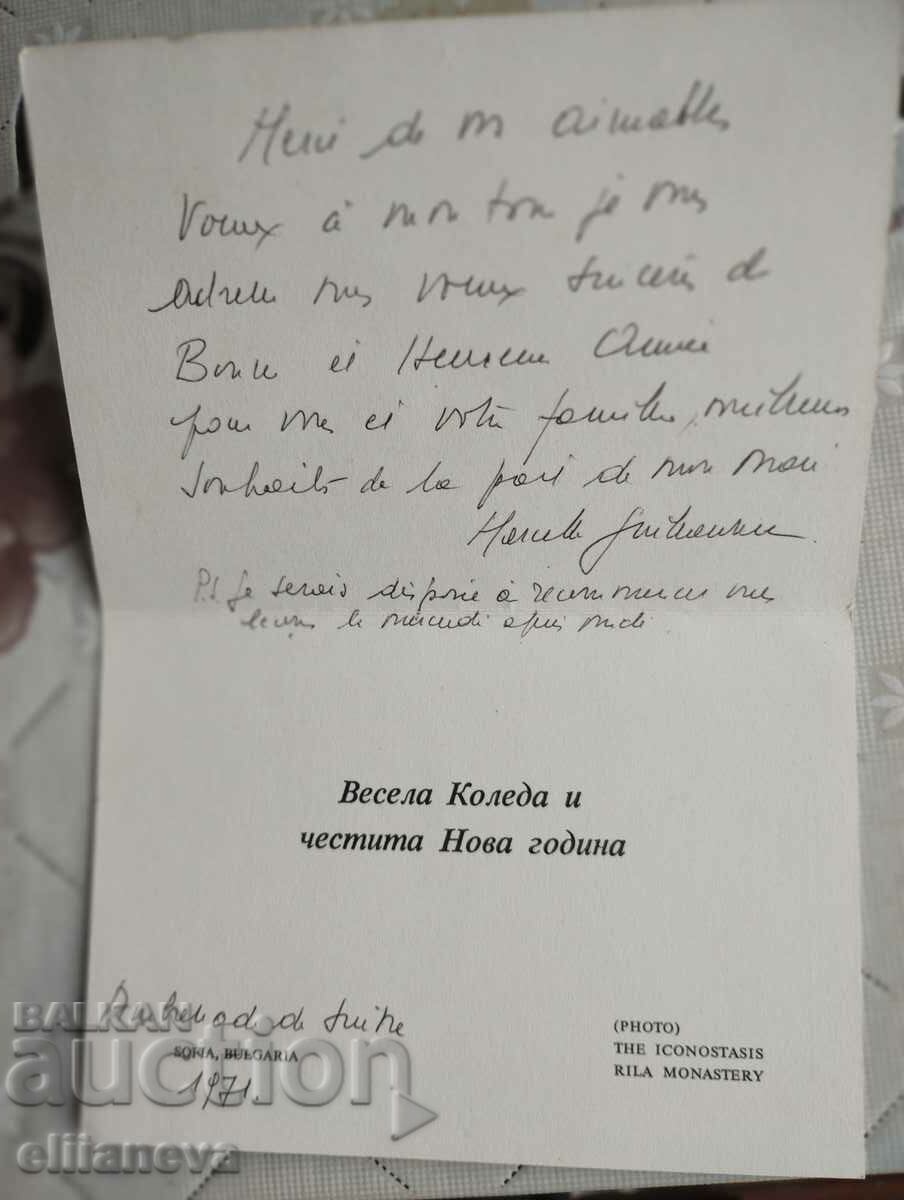 Merci de vos aimables
Voeux à mon tour je vous
adresse mes voeux sincères de
Bonne et Heureuse Année
pour vous et votre famille, meilleurs
souhaits de la part de mon mari
P.S Je serais disposée à recommencer nos
leçons le mercredi après midi.
Весела Коледа и
честита Нова година
de
SOFIA, BULGARIA
1971.
(PHOTO)
THE ICONOSTASIS
RILA MONASTERY
BALKAN
auction
eliianeva